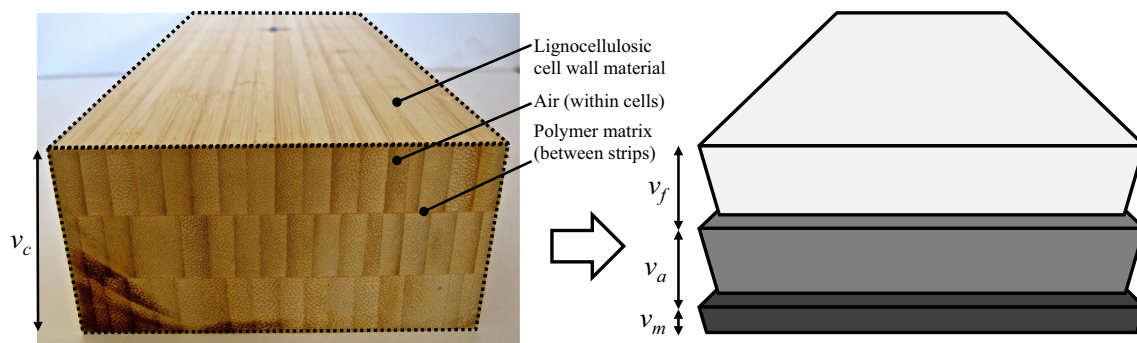 Lignocellulosic
cell wall material
Air (within cells)
Polymer matrix
(between strips)
v_c
v_f
v_a
v_m